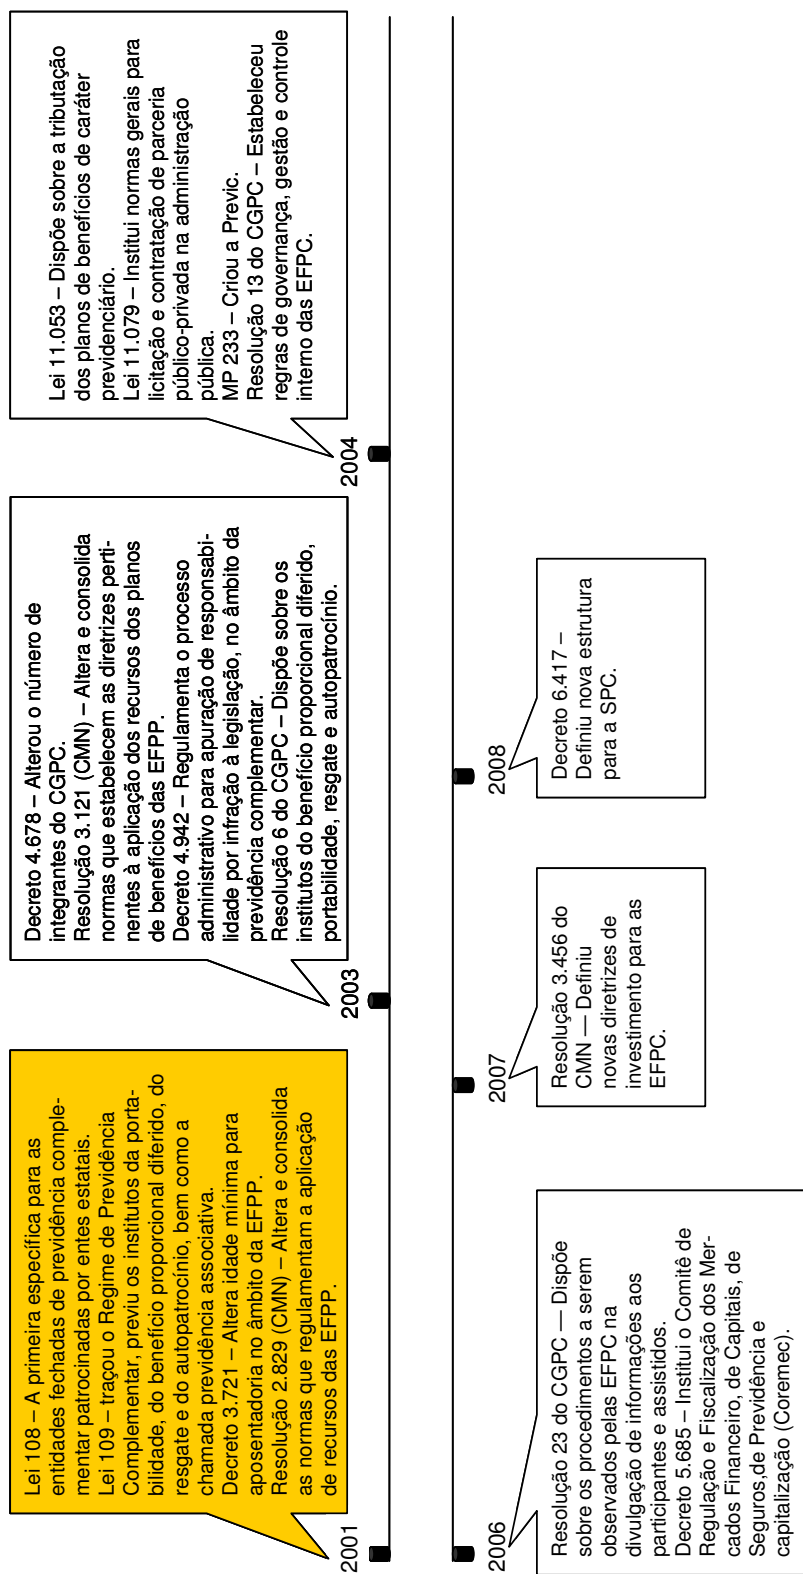 Lei 108 – A primeira específica para as
entidades fechadas de previdência comple-
mentar patrocinadas por entes estatais.
Lei 109 – traçou o Regime de Previdência
Complementar, previu os institutos da porta-
bilidade, do benefício proporcional diferido, do
resgate e do autopatrocínio, bem como a
chamada previdência associativa.
Decreto 3.721 – Altera idade mínima para
aposentadoria no âmbito da EFPP.
Resolução 2.829 (CMN) – Altera e consolida
as normas que regulamentam a aplicação
de recursos das EFPP.
2001
Decreto 4.678 – Alterou o número de
integrantes do CGPC.
Resolução 3.121 (CMN) – Altera e consolida
normas que estabelecem as diretrizes perti-
nentes à aplicação dos recursos dos planos
de benefícios das EFPP.
Decreto 4.942 – Regulamenta o processo
administrativo para apuração de responsabi-
lidade por infração à legislação, no âmbito da
previdência complementar.
Resolução 6 do CGPC – Dispõe sobre os
institutos do benefício proporcional diferido,
portabilidade, resgate e autopatrocínio.
2003
Lei 11.053 – Dispõe sobre a tributação
dos planos de benefícios de caráter
previdenciário.
Lei 11.079 – Institui normas gerais para
licitação e contratação de parceria
público-privada na administração
pública.
MP 233 – Criou a Previc.
Resolução 13 do CGPC – Estabeleceu
regras de governança, gestão e controle
interno das EFPC.
2004
2006
Resolução 23 do CGPC — Dispõe
sobre os procedimentos a serem
observados pelas EFPC na
divulgação de informações aos
participantes e assistidos.
Decreto 5.685 – Institui o Comitê de
Regulação e Fiscalização dos Mer-
cados Financeiro, de Capitais, de
Seguros,de Previdência e
capitalização (Coremec).
2007
Resolução 3.456 do
CMN — Definiu
novas diretrizes de
investimento para as
EFPC.
2008
Decreto 6.417 –
Definiu nova estrutura
para a SPC.